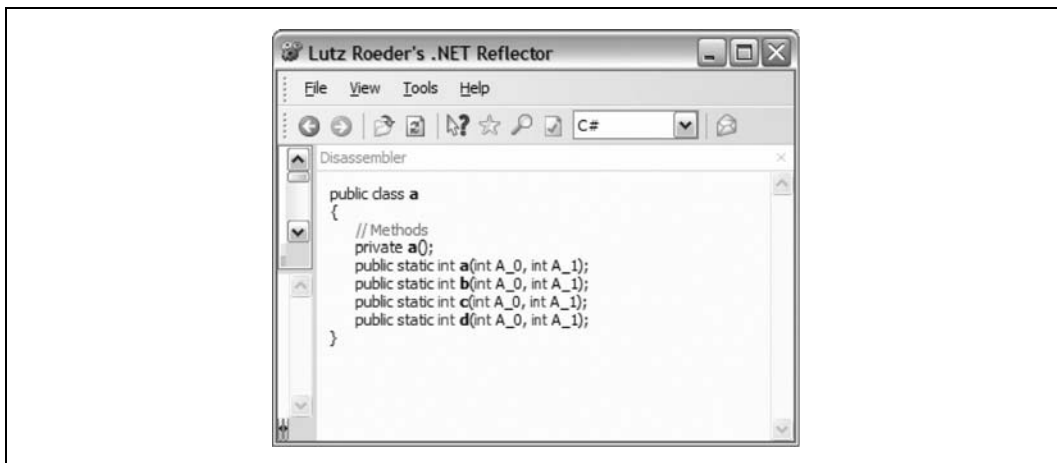 Lutz Roeder's .NET Reflector
File View Tools Help
C#
Disassembler
public class a
{
// Methods
private a();
public static int a(int A_0, int A_1);
public static int b(int A_0, int A_1);
public static int c(int A_0, int A_1);
public static int d(int A_0, int A_1);
}